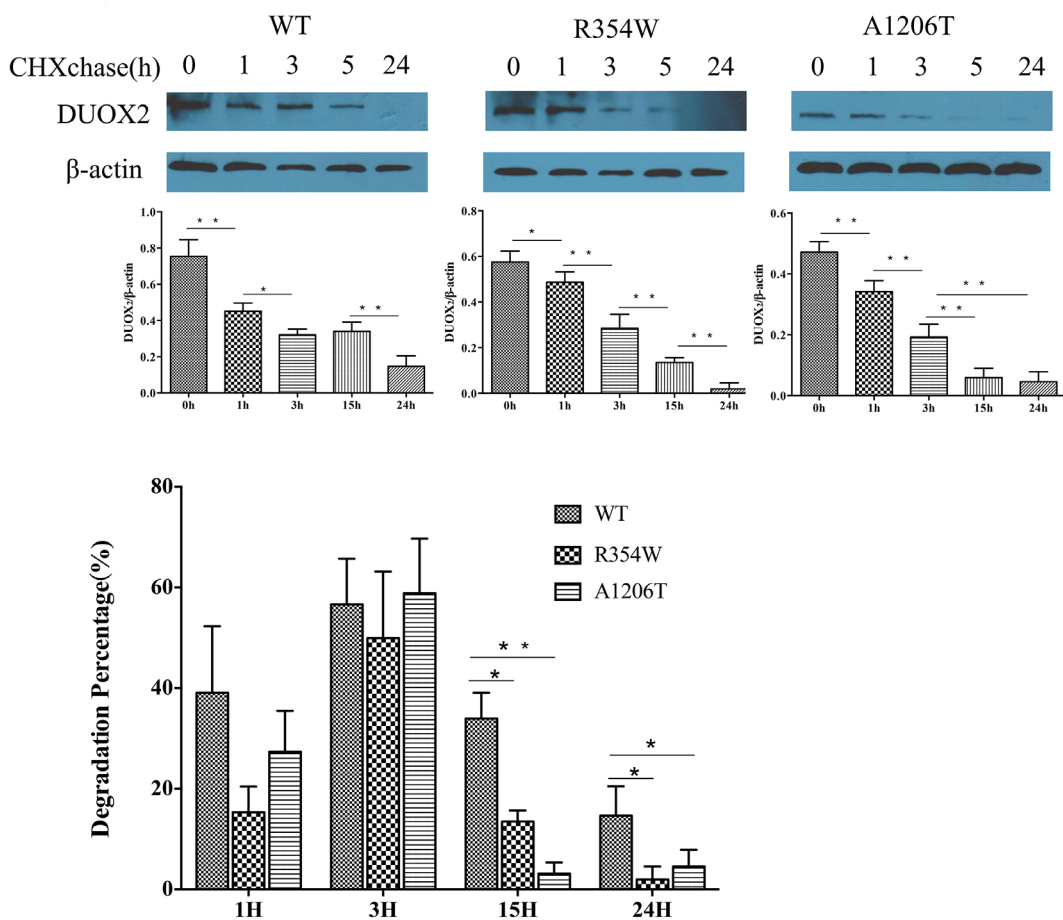 WT R354W A1206T
CHXchase(h) 0 1 3 5 24 0 1 3 5 24 0 1 3 5 24
DUOX2
β-actin
DUOX2/β-actin
1.0
0.8
0.6
0.4
0.2
0.0
* *
*
* *
0h 1h 3h 15h 24h
DUOX2/β-actin
0.8
0.6
0.4
0.2
0.0
*
* *
* *
* *
0h 1h 3h 15h 24h
DUOX2/β-actin
0.6
0.4
0.2
0.0
* *
* *
* *
* *
0h 1h 3h 15h 24h
Degradation Percentage(%)
80
60
40
20
0
WT
R354W
A1206T
* *
*
*
*
1H 3H 15H 24H